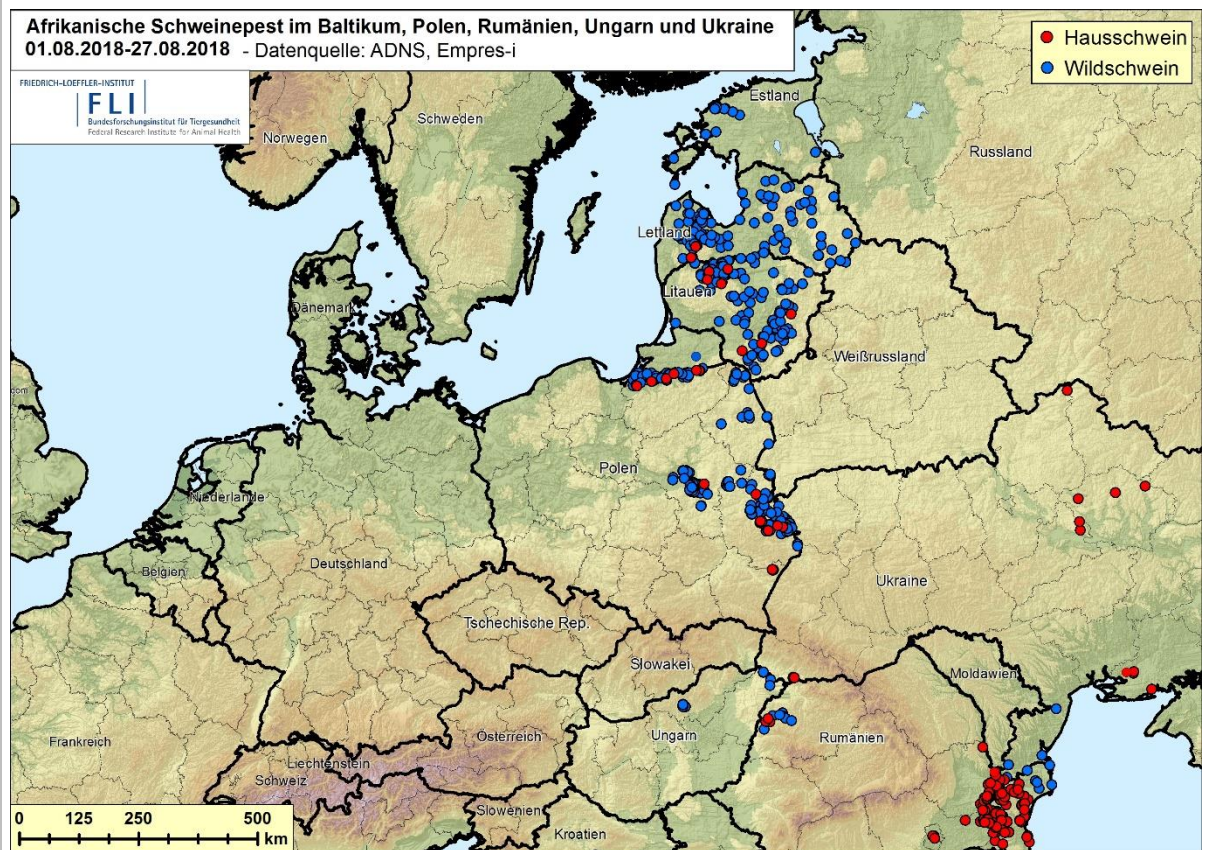 Afrikanische Schweinepest im Baltikum, Polen, Rumänien, Ungarn und Ukraine
01.08.2018-27.08.2018 - Datenquelle: ADNS, Empres-i
FRIEDRICH-LOEFFLER-INSTITUT
FLI
Bundesforschungsinstitut für Tiergesundheit
Federal Research Institute for Animal Health
Hausschwein
Wildschwein
Estland
Schweden
Norwegen
Russland
Lettland
Litauen
Dänemark
Weißrussland
com
Polen
Niederlande
Belgien
Deutschland
Ukraine
Tschechische Rep.
Slowakei
Moldawien
Frankreich
Österreich
Ungarn
Rumänien
Liechtenstein
Schweiz
Slowenien
Kroatien
0 125 250 500
km